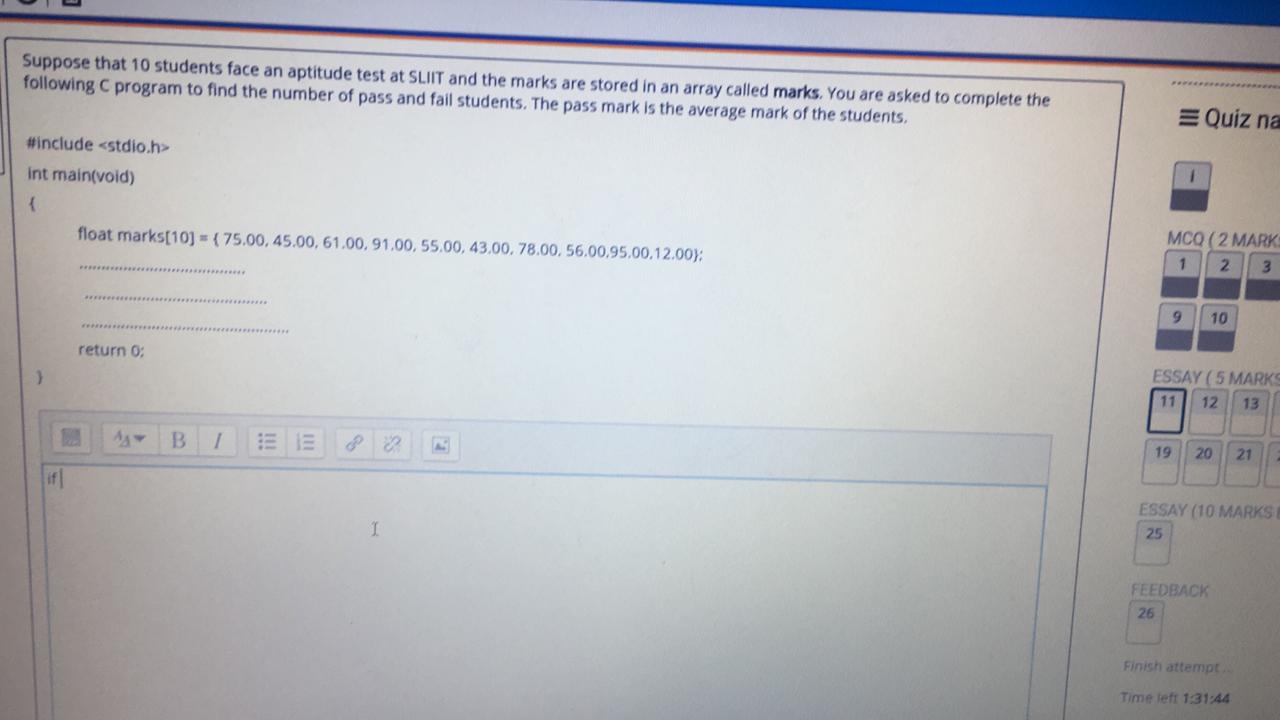 Suppose that 10 students face an aptitude test at SLIIT and the marks are stored in an array called marks. You are asked to complete the
following C program to find the number of pass and fail students. The pass mark is the average mark of the students.
#include <stdio.h>
int main(void)
{
float marks[10] = { 75.00, 45.00, 61.00, 91.00, 55.00, 43.00, 78.00, 56.00,95.00,12.00};
..........................................
..............................................
....................................................
return 0;
}
B I
if
Quiz na
i
MCQ ( 2 MARK
1 2 3
9 10
ESSAY ( 5 MARKS
11 12 13
19 20 21
ESSAY (10 MARKS
25
FEEDBACK
26
Finish attempt ...
Time left 1:31:44